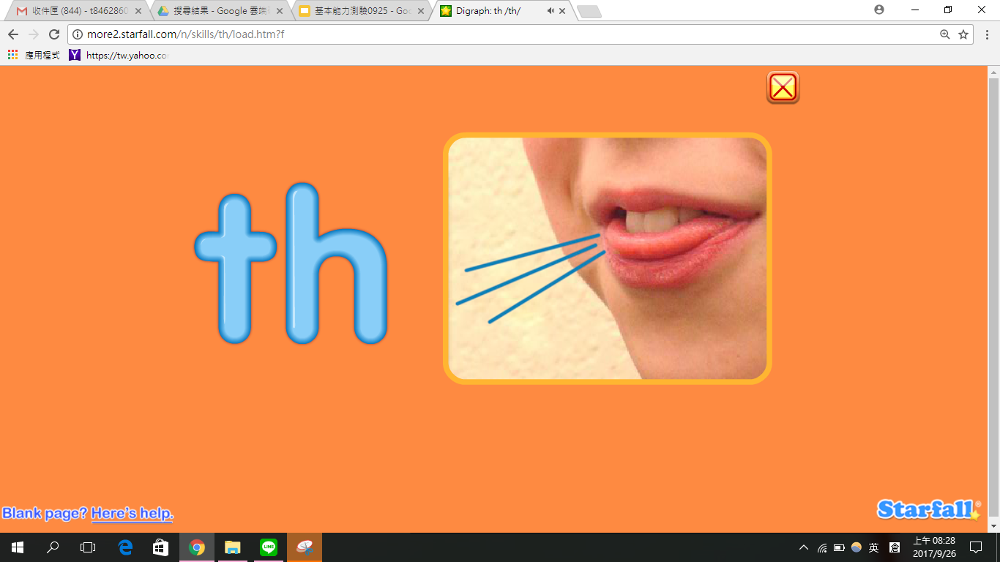 收件匣 (844) - t8462860
搜尋結果 - Google 雲端
基本能力測驗0925 - Goo
Digraph: th /th/
more2.starfall.com/n/skills/th/load.htm?f
應用程式
https://tw.yahoo.co
th
Blank page? Here's help.
Starfall®
LINE
英
上午 08:28
2017/9/26